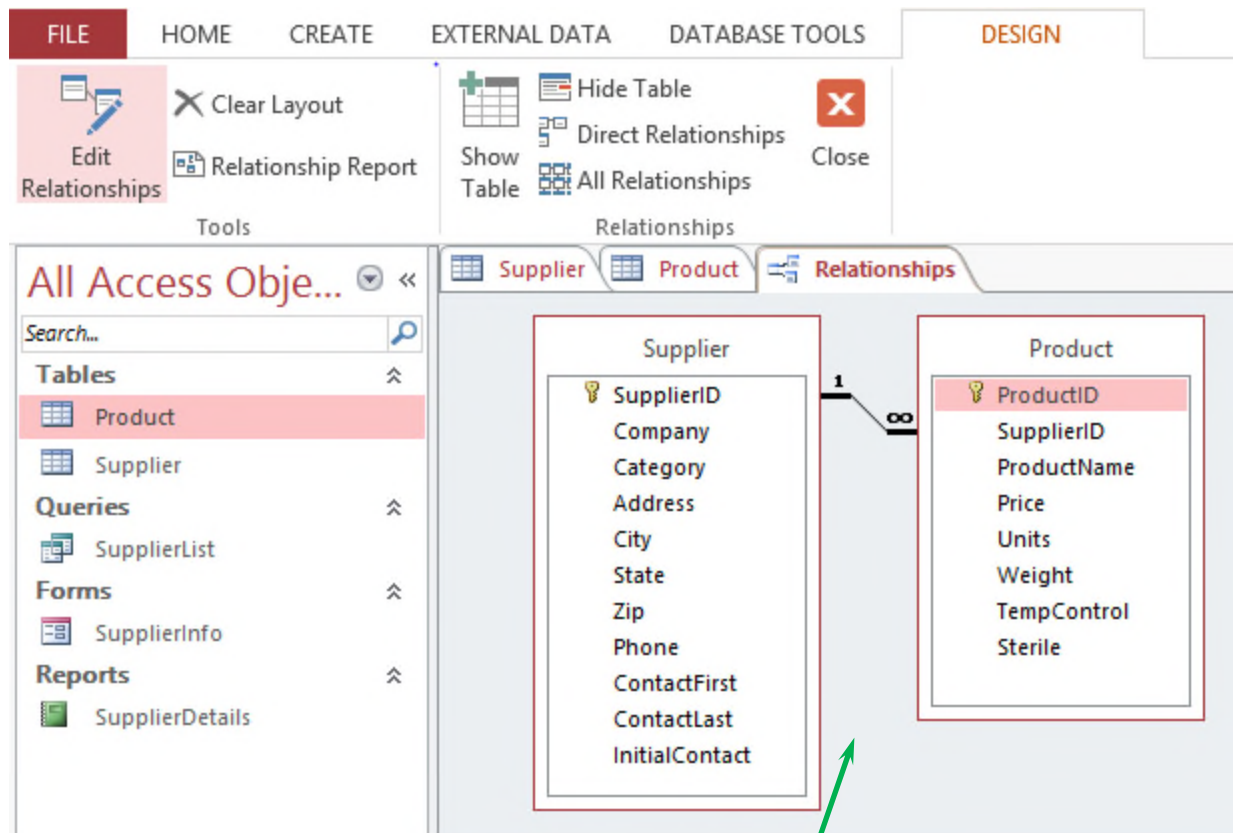 FILE HOME CREATE EXTERNAL DATA DATABASE TOOLS DESIGN
Edit
Relationships
Clear Layout
Relationship Report
Tools
Show
Table
Hide Table
Direct Relationships
All Relationships
Close
Relationships
All Access Obje...
Search...
Tables
Product
Supplier
Queries
SupplierList
Forms
SupplierInfo
Reports
SupplierDetails
Supplier Product Relationships
Supplier
SupplierID
Company
Category
Address
City
State
Zip
Phone
ContactFirst
ContactLast
InitialContact
1
∞
Product
ProductID
SupplierID
ProductName
Price
Units
Weight
TempControl
Sterile